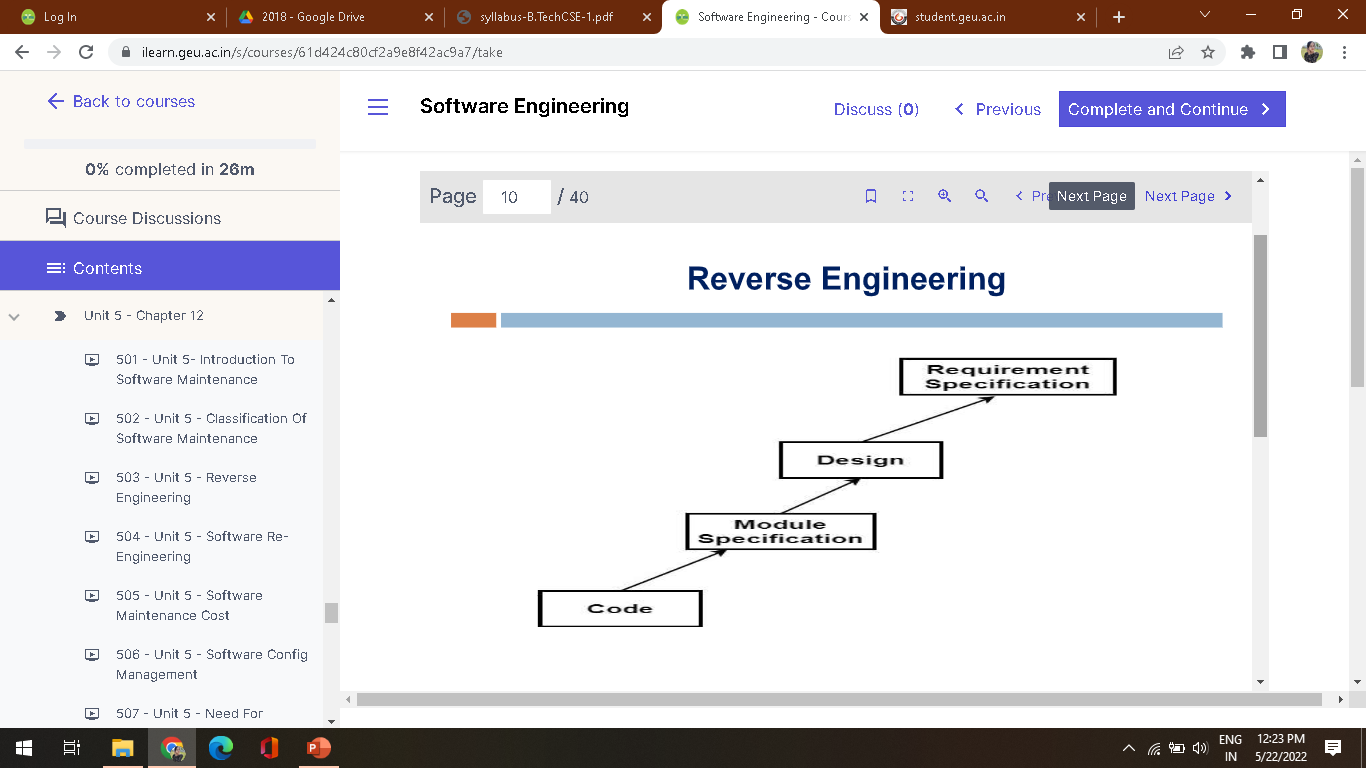 Log In
2018 - Google Drive
syllabus-B.TechCSE-1.pdf
Software Engineering - Cour
student.geu.ac.in
ilearn.geu.ac.in/s/courses/61d424c80cf2a9e8f42ac9a7/take
Back to courses
0% completed in 26m
Course Discussions
Contents
Unit 5 - Chapter 12
501 - Unit 5- Introduction To
Software Maintenance
502 - Unit 5 - Classification Of
Software Maintenance
503 - Unit 5 - Reverse
Engineering
504 - Unit 5 - Software Re-
Engineering
505 - Unit 5 - Software
Maintenance Cost
506 - Unit 5 - Software Config
Management
507 - Unit 5 - Need For
Software Engineering
Discuss (0)
Previous
Complete and Continue
Page 10 / 40
Pre
Next Page
Next Page
Reverse Engineering
Requirement
Specification
Design
Module
Specification
Code
ENG
IN
12:23 PM
5/22/2022